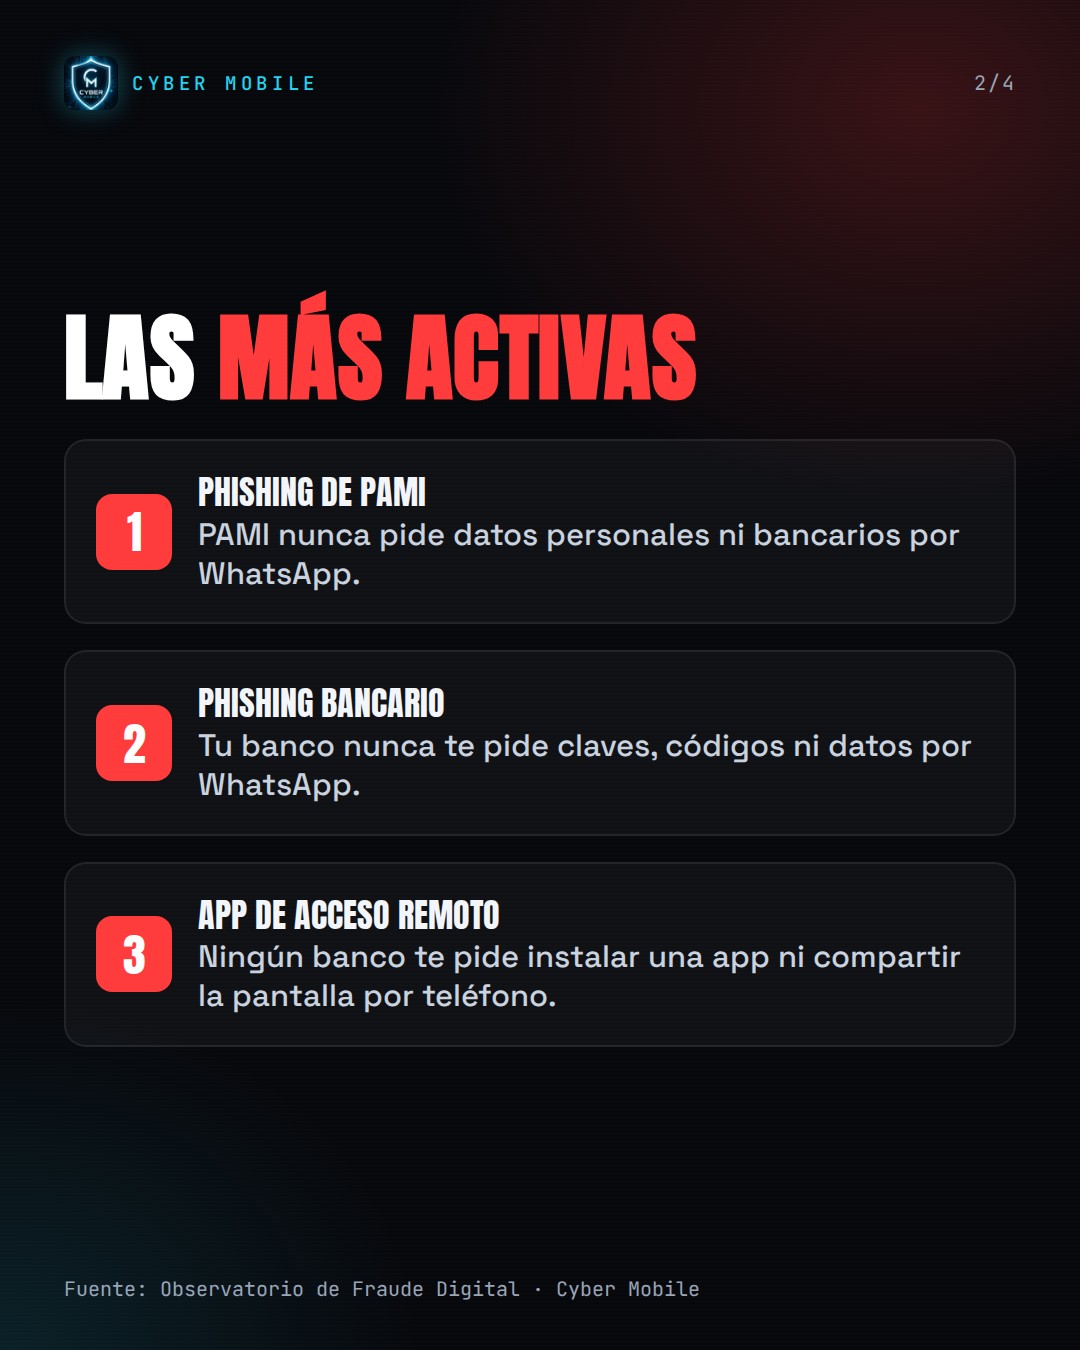 CM
CYBER
CYBER MOBILE
2/4
LAS MÁS ACTIVAS
1
PHISHING DE PAMI
PAMI nunca pide datos personales ni bancarios por
WhatsApp.
2
PHISHING BANCARIO
Tu banco nunca te pide claves, códigos ni datos por
WhatsApp.
3
APP DE ACCESO REMOTO
Ningún banco te pide instalar una app ni compartir
la pantalla por teléfono.
Fuente: Observatorio de Fraude Digital · Cyber Mobile